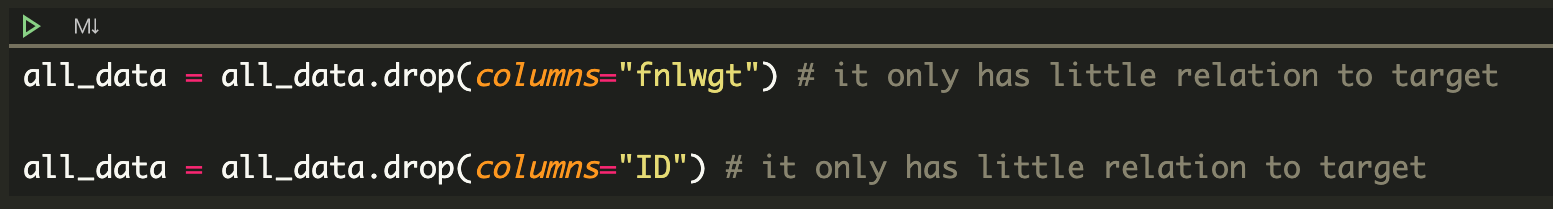 M↓
all_data = all_data.drop(columns="fnlwgt") # it only has little relation to target
all_data = all_data.drop(columns="ID") # it only has little relation to target